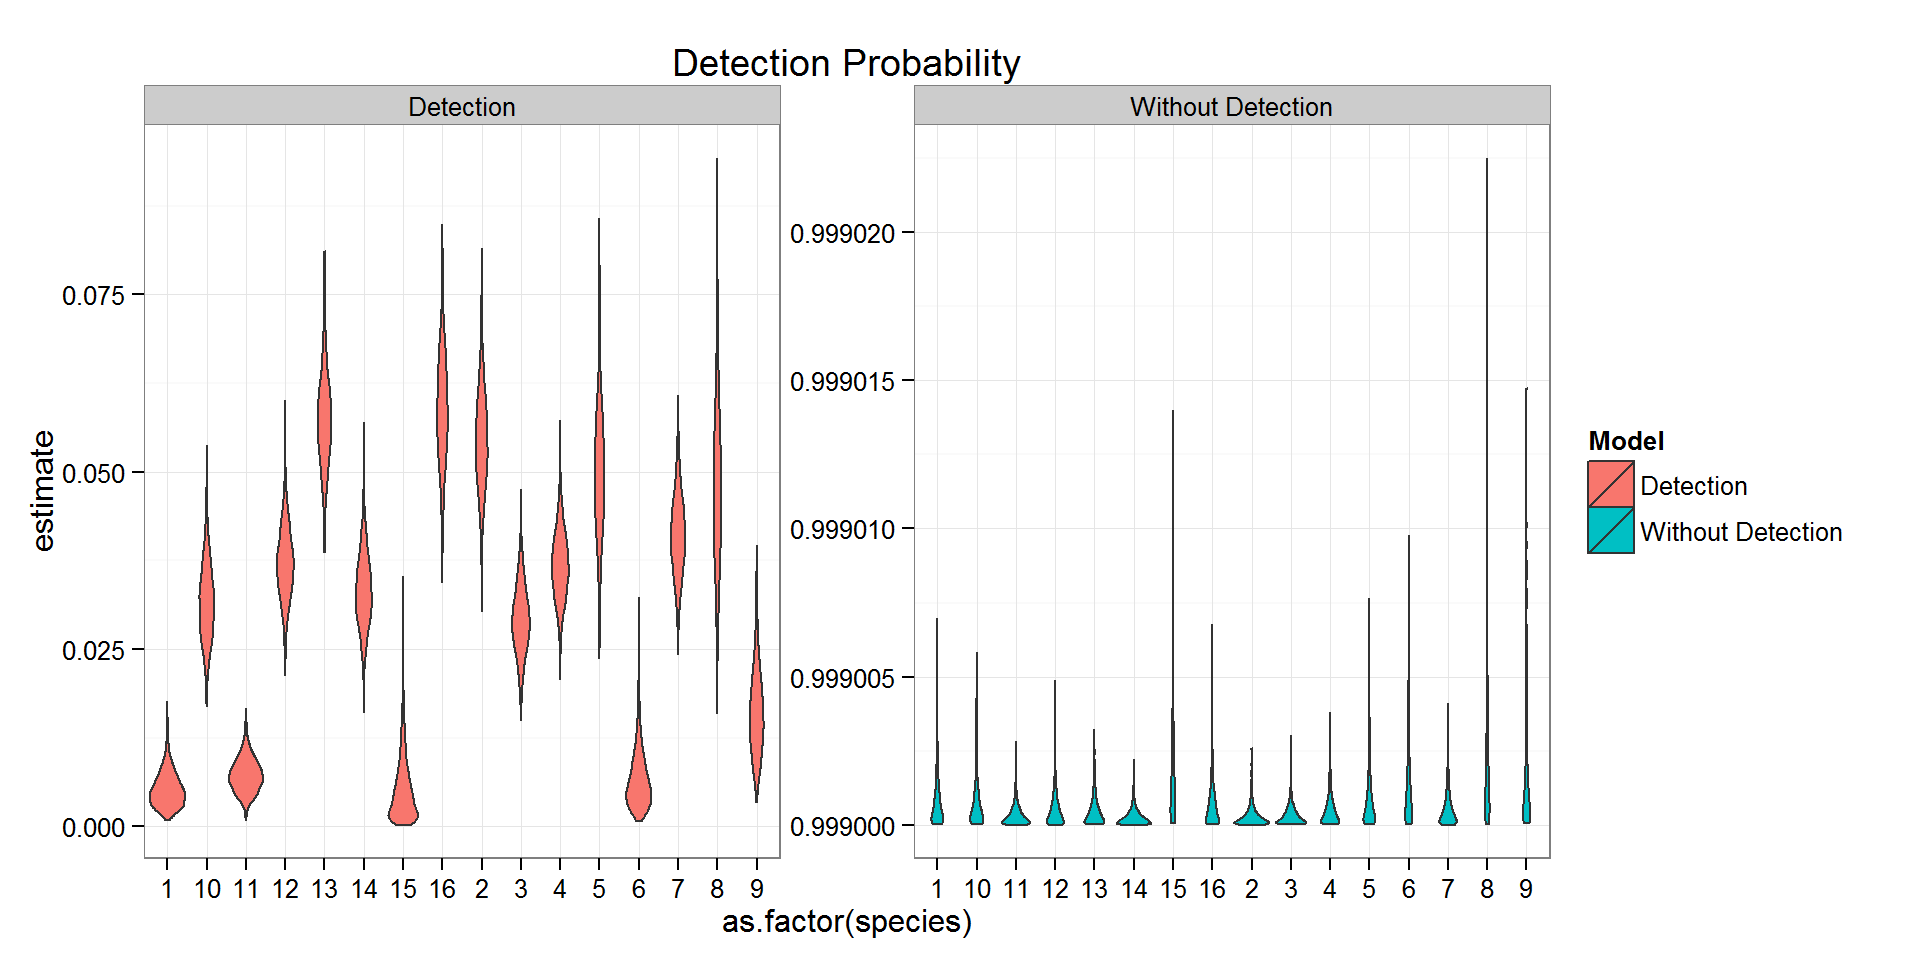 Detection Probability
Detection
Without Detection
estimate
0.075
0.050
0.025
0.000
0.999020
0.999015
0.999010
0.999005
0.999000
1 10 11 12 13 14 15 16 2 3 4 5 6 7 8 9
1 10 11 12 13 14 15 16 2 3 4 5 6 7 8 9
as.factor(species)
Model
Detection
Without Detection